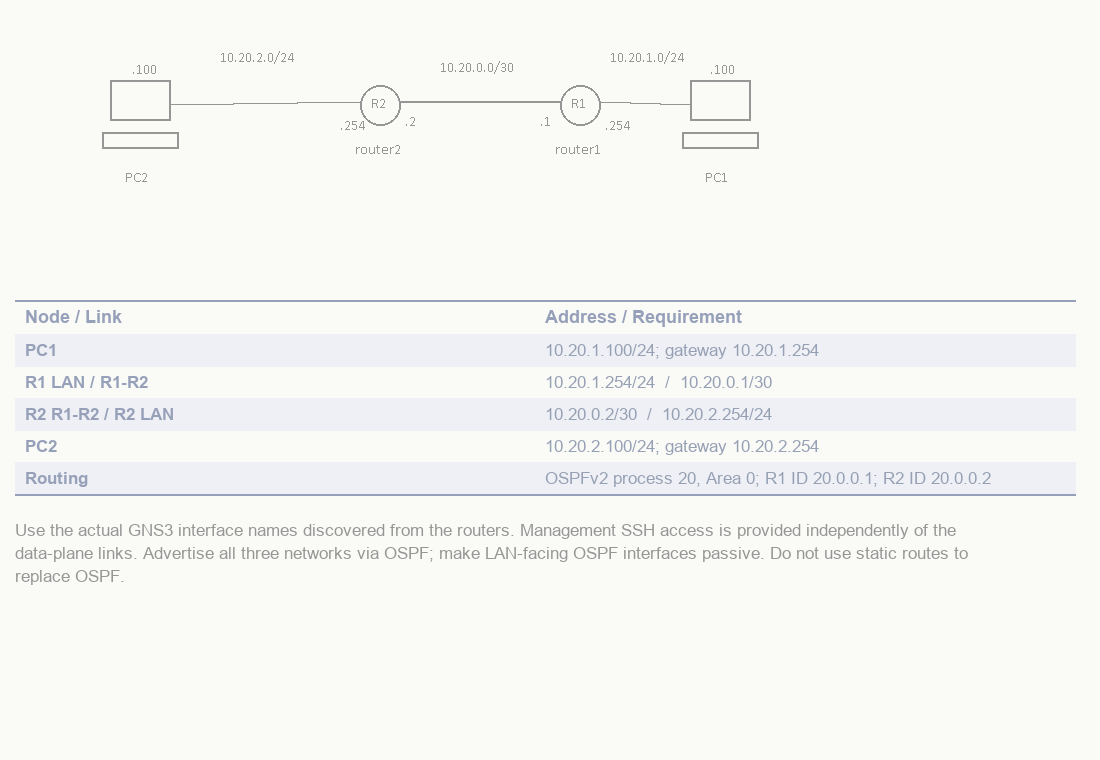 10.20.2.0/24
10.20.1.0/24
10.20.0.0/30
.100
.100
R2
R1
.254
.2
.1
.254
router2
router1
PC2
PC1
Node / Link Address / Requirement
PC1 10.20.1.100/24; gateway 10.20.1.254
R1 LAN / R1-R2 10.20.1.254/24 / 10.20.0.1/30
R2 R1-R2 / R2 LAN 10.20.0.2/30 / 10.20.2.254/24
PC2 10.20.2.100/24; gateway 10.20.2.254
Routing OSPFv2 process 20, Area 0; R1 ID 20.0.0.1; R2 ID 20.0.0.2
Use the actual GNS3 interface names discovered from the routers. Management SSH access is provided independently of the
data-plane links. Advertise all three networks via OSPF; make LAN-facing OSPF interfaces passive. Do not use static routes to
replace OSPF.